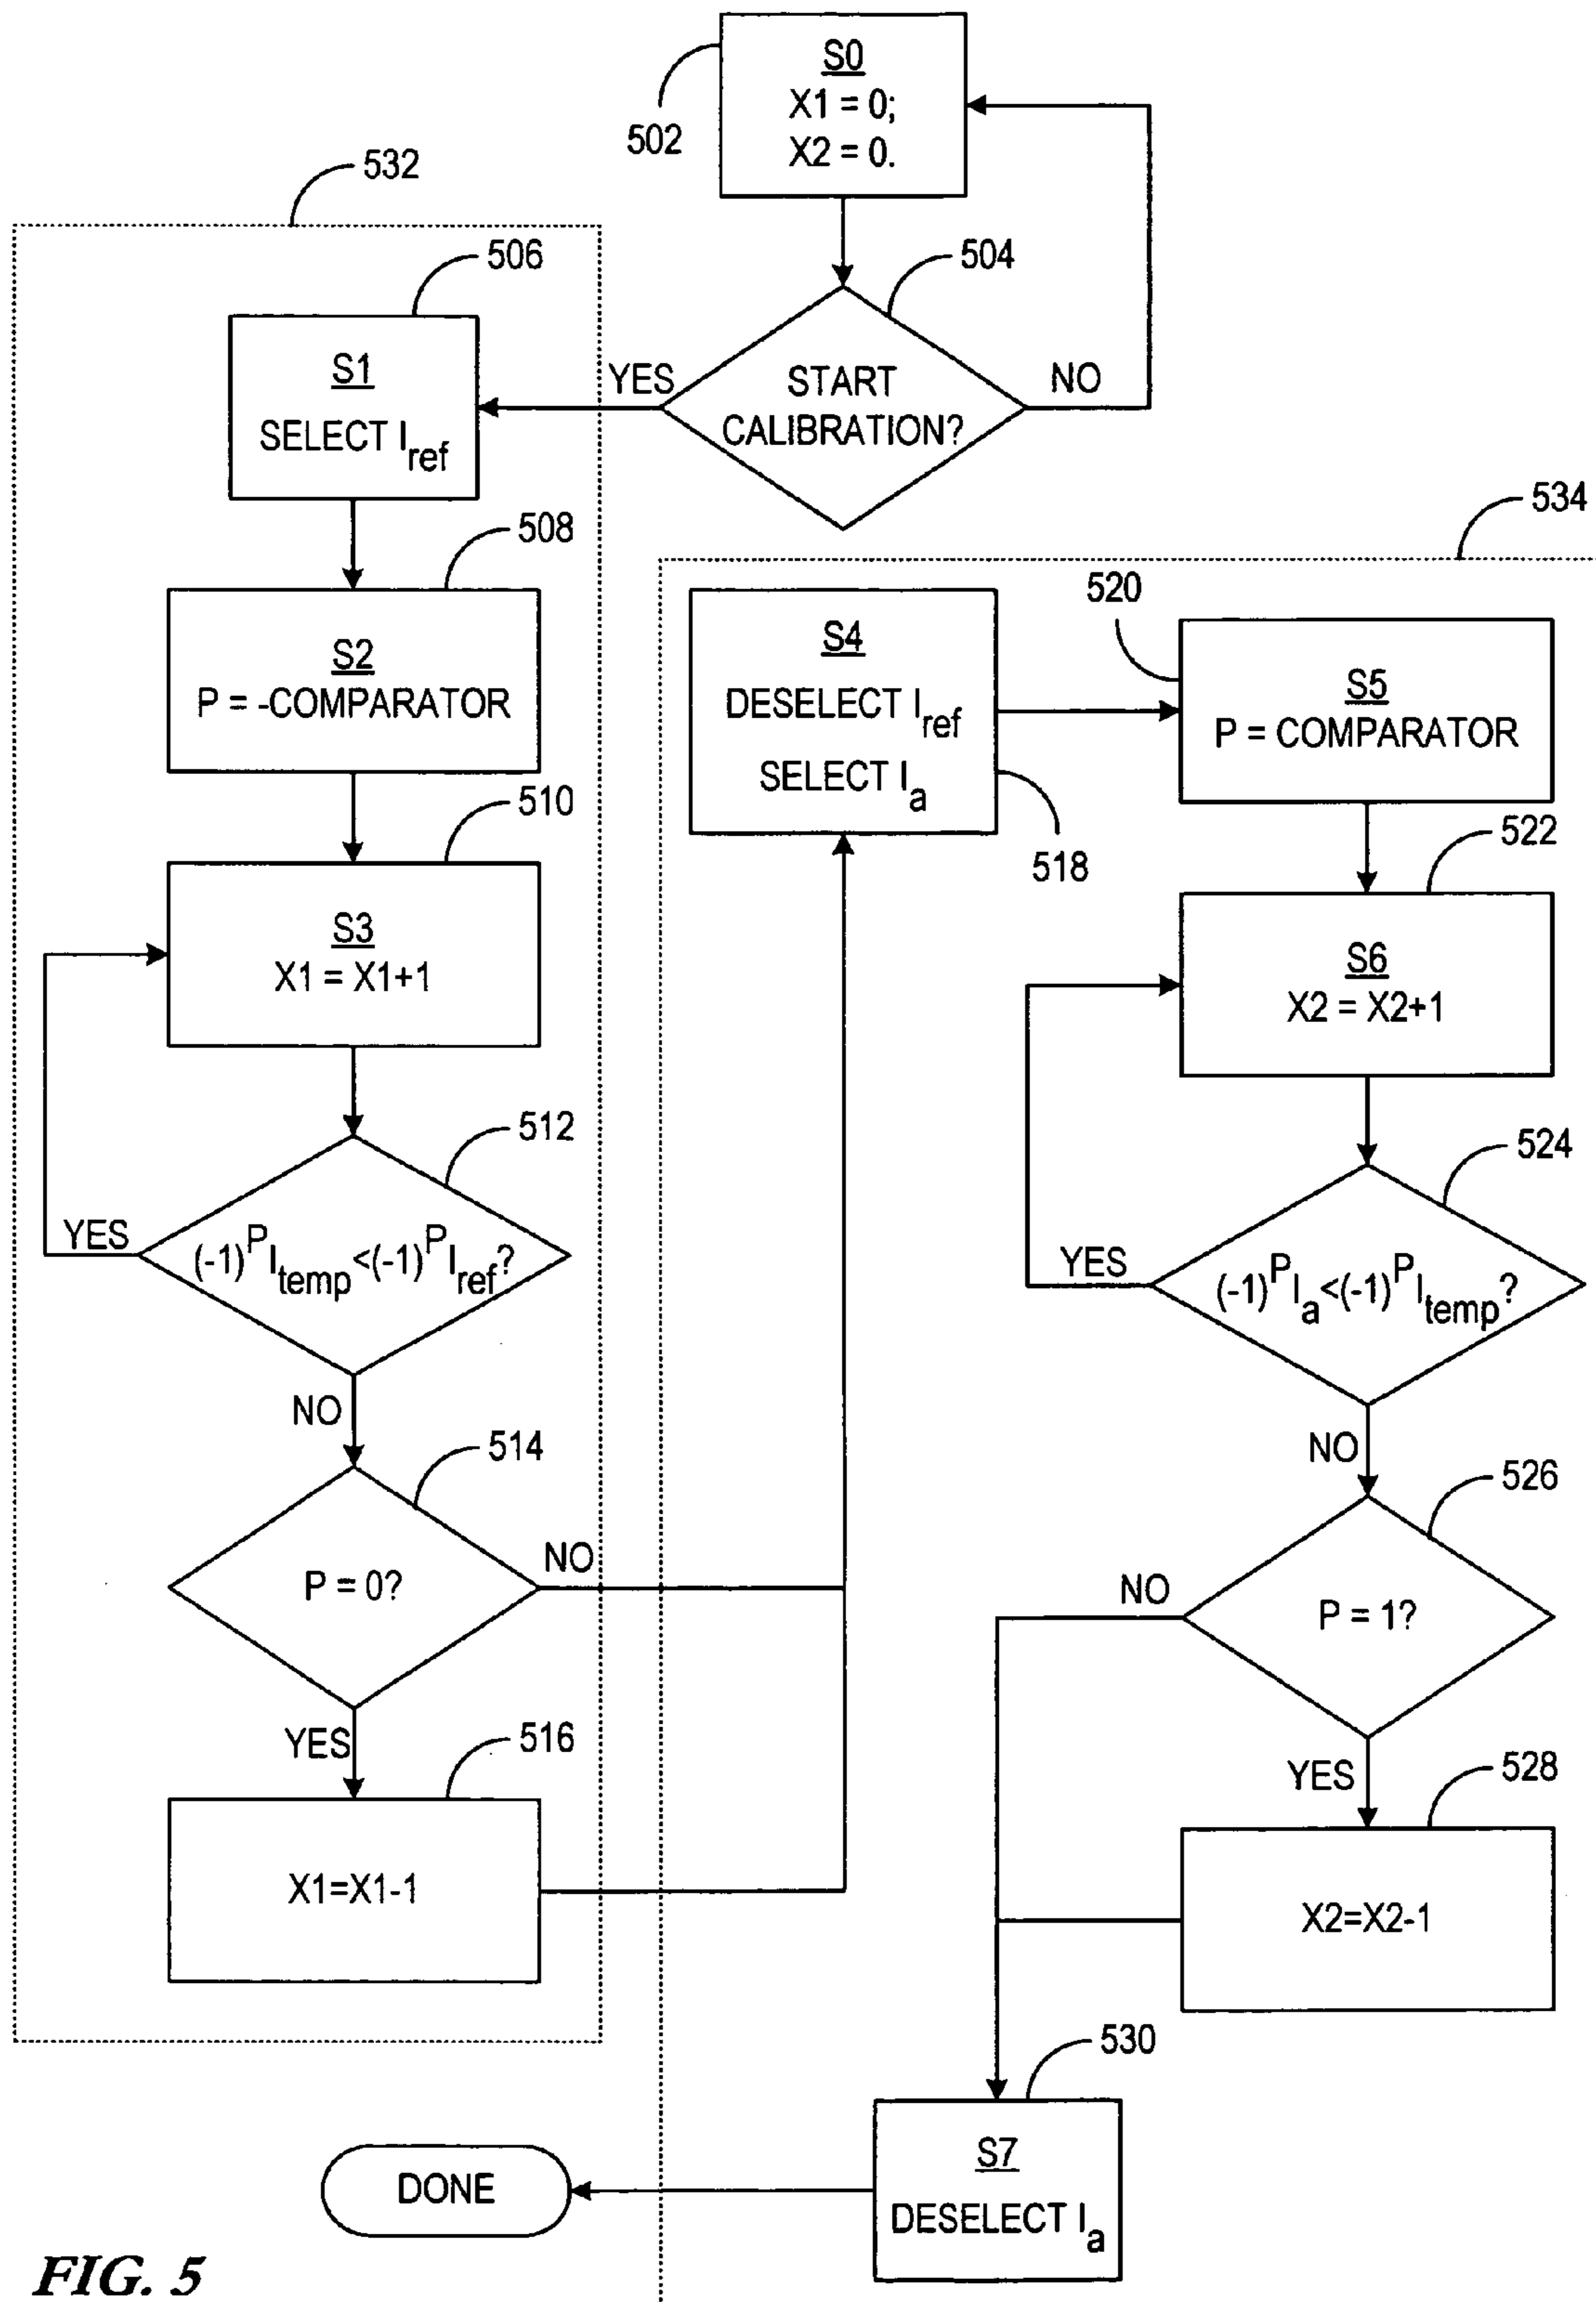 S0
X1 = 0;
X2 = 0.
502
532
506
504
S1
SELECT I_ref
YES
START
CALIBRATION?
NO
534
508
S2
P = -COMPARATOR
S4
DESELECT I_ref
SELECT I_a
518
520
S5
P = COMPARATOR
510
S3
X1 = X1+1
522
S6
X2 = X2+1
512
YES
(-1)^P I_temp<(-1)^P I_ref?
NO
524
YES
(-1)^P I_a<(-1)^P I_temp?
NO
514
P = 0?
NO
YES
526
NO
P = 1?
YES
516
X1=X1-1
528
X2=X2-1
530
S7
DESELECT I_a
DONE
FIG. 5